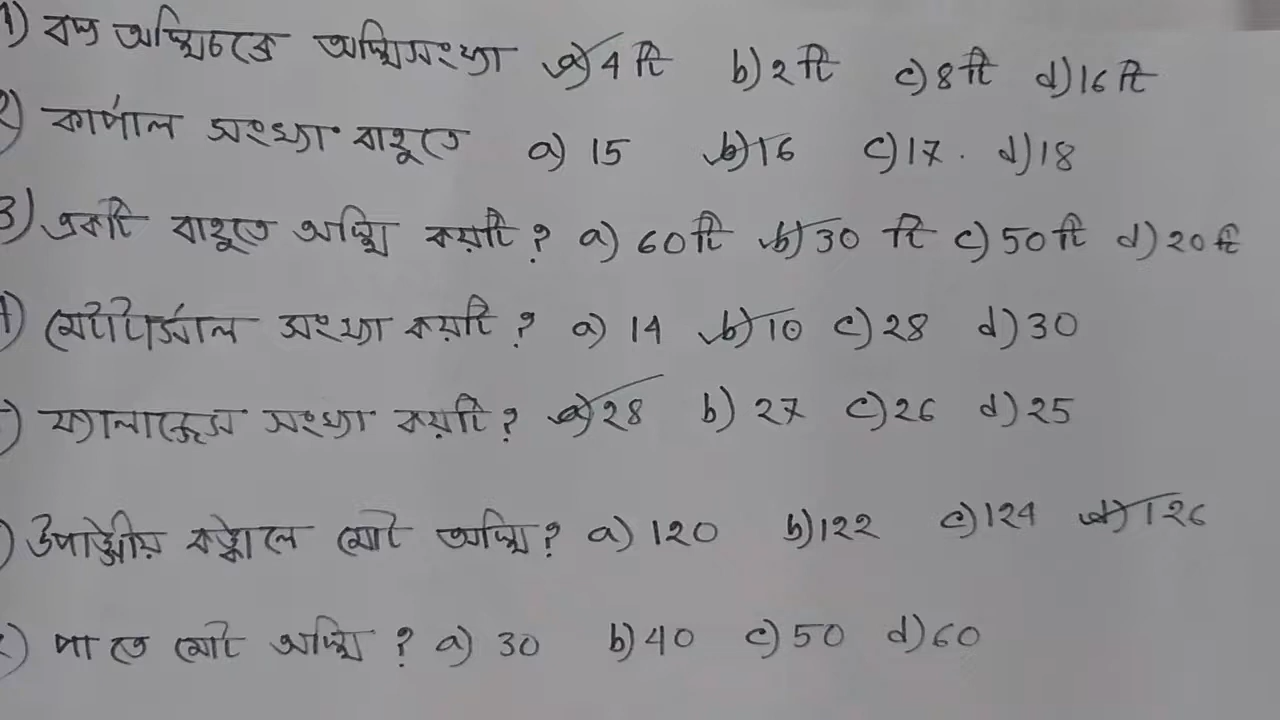 1) বক্ষ অস্থিচক্রে অস্থিসংখ্যা a) 4 টি b) 2 টি c) 8 টি d) 16 টি
2) কার্পাল সংখ্যা বাহুতে a) 15 b) 16 c) 17. d) 18
3) একটি বাহুতে অস্থি কয়টি? a) 60 টি b) 30 টি c) 50 টি d) 20 টি
4) মেটাটার্সাল সংখ্যা কয়টি? a) 14 b) 10 c) 28 d) 30
) ফ্যালাঞ্জেস সংখ্যা কয়টি? a) 28 b) 27 c) 26 d) 25
) উপাঙ্গীয় কঙ্কালে মোট অস্থি? a) 120 b) 122 c) 124 d) 126
) পা তে মোট অস্থি? a) 30 b) 40 c) 50 d) 60